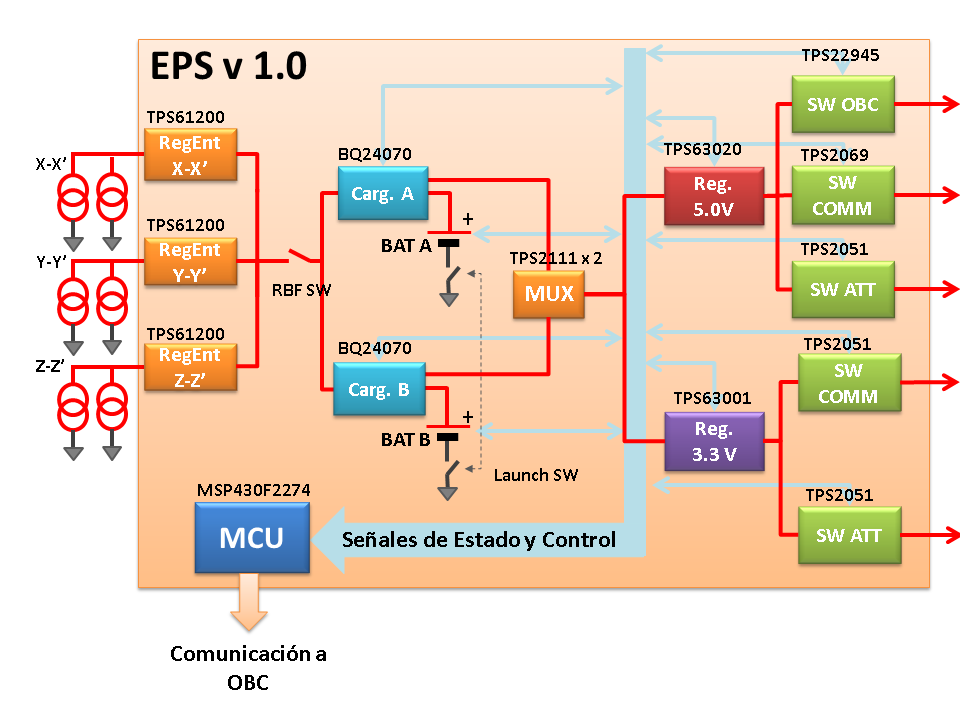 EPS v 1.0
TPS61200
RegEnt
X-X’
X-X’
TPS61200
RegEnt
Y-Y’
Y-Y’
TPS61200
RegEnt
Z-Z’
Z-Z’
RBF SW
BQ24070
Carg. A
+
BAT A
BQ24070
Carg. B
+
BAT B
Launch SW
TPS2111 x 2
MUX
TPS63020
Reg.
5.0V
TPS22945
SW OBC
TPS2069
SW
COMM
TPS2051
SW ATT
TPS63001
Reg.
3.3 V
TPS2051
SW
COMM
TPS2051
SW ATT
MSP430F2274
MCU
Señales de Estado y Control
Comunicación a
OBC